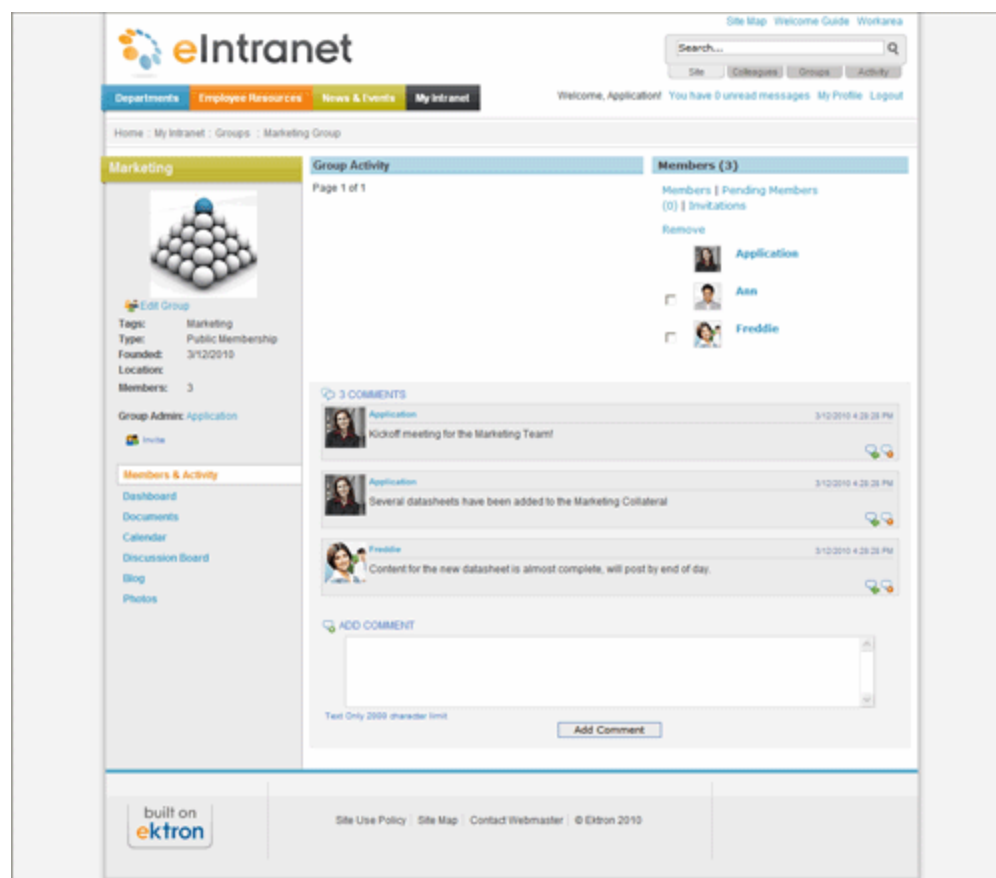 Site Map Welcome Guide Workarea
eIntranet
Search...
Site Colleagues Groups Activity
Departments Employee Resources News & Events My Intranet
Welcome, Application! You have 0 unread messages My Profile Logout
Home : My Intranet : Groups : Marketing Group
Marketing
Edit Group
Tags: Marketing
Type: Public Membership
Founded: 3/12/2010
Location:
Members: 3
Group Admin: Application
Invite
Members & Activity
Dashboard
Documents
Calendar
Discussion Board
Blog
Photos
Group Activity
Page 1 of 1
Members (3)
Members | Pending Members
(0) | Invitations
Remove
Application
Ann
Freddie
3 COMMENTS
Application 3/12/2010 4:28:28 PM
Kickoff meeting for the Marketing Team!
Application 3/12/2010 4:28:28 PM
Several datasheets have been added to the Marketing Collateral
Freddie 3/12/2010 4:28:28 PM
Content for the new datasheet is almost complete, will post by end of day.
ADD COMMENT
Text Only 2000 character limit
Add Comment
built on
ektron
Site Use Policy | Site Map | Contact Webmaster | © Ektron 2010